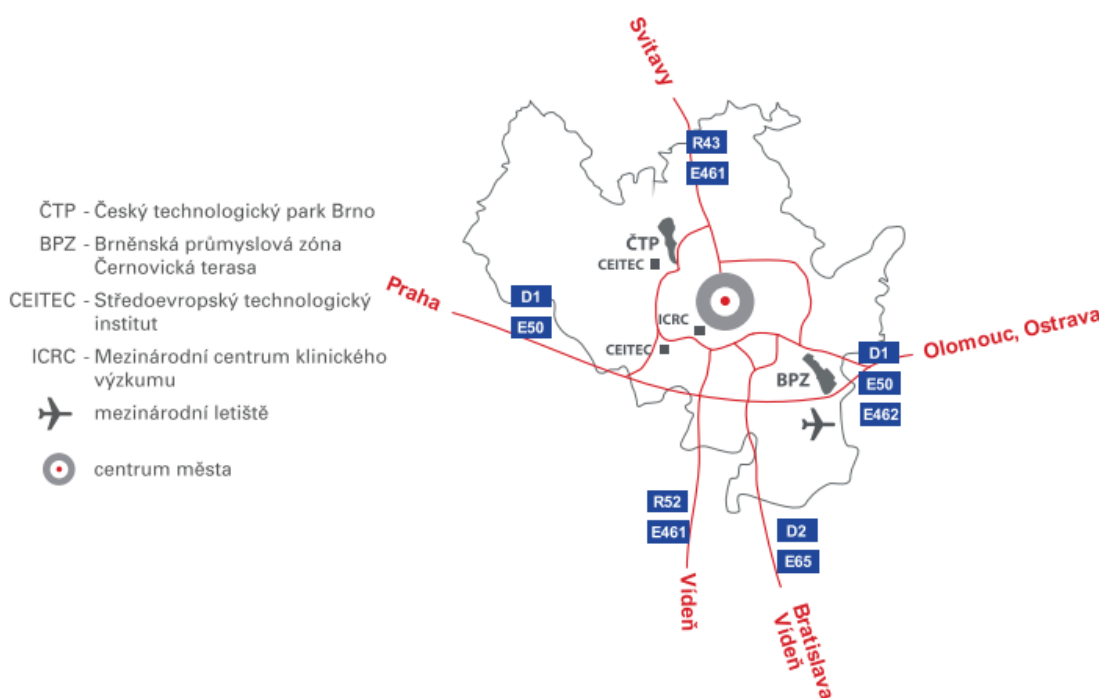 Svitavy
R43
E461
ČTP - Český technologický park Brno
BPZ - Brněnská průmyslová zóna
Černovická terasa
CEITEC - Středoevropský technologický
institut
ICRC - Mezinárodní centrum klinického
výzkumu
mezinárodní letiště
centrum města
ČTP
CEITEC
Praha
D1
E50
ICRC
CEITEC
Olomouc, Ostrava
D1
E50
E462
BPZ
R52
E461
D2
E65
Vídeň
Bratislava
Vídeň